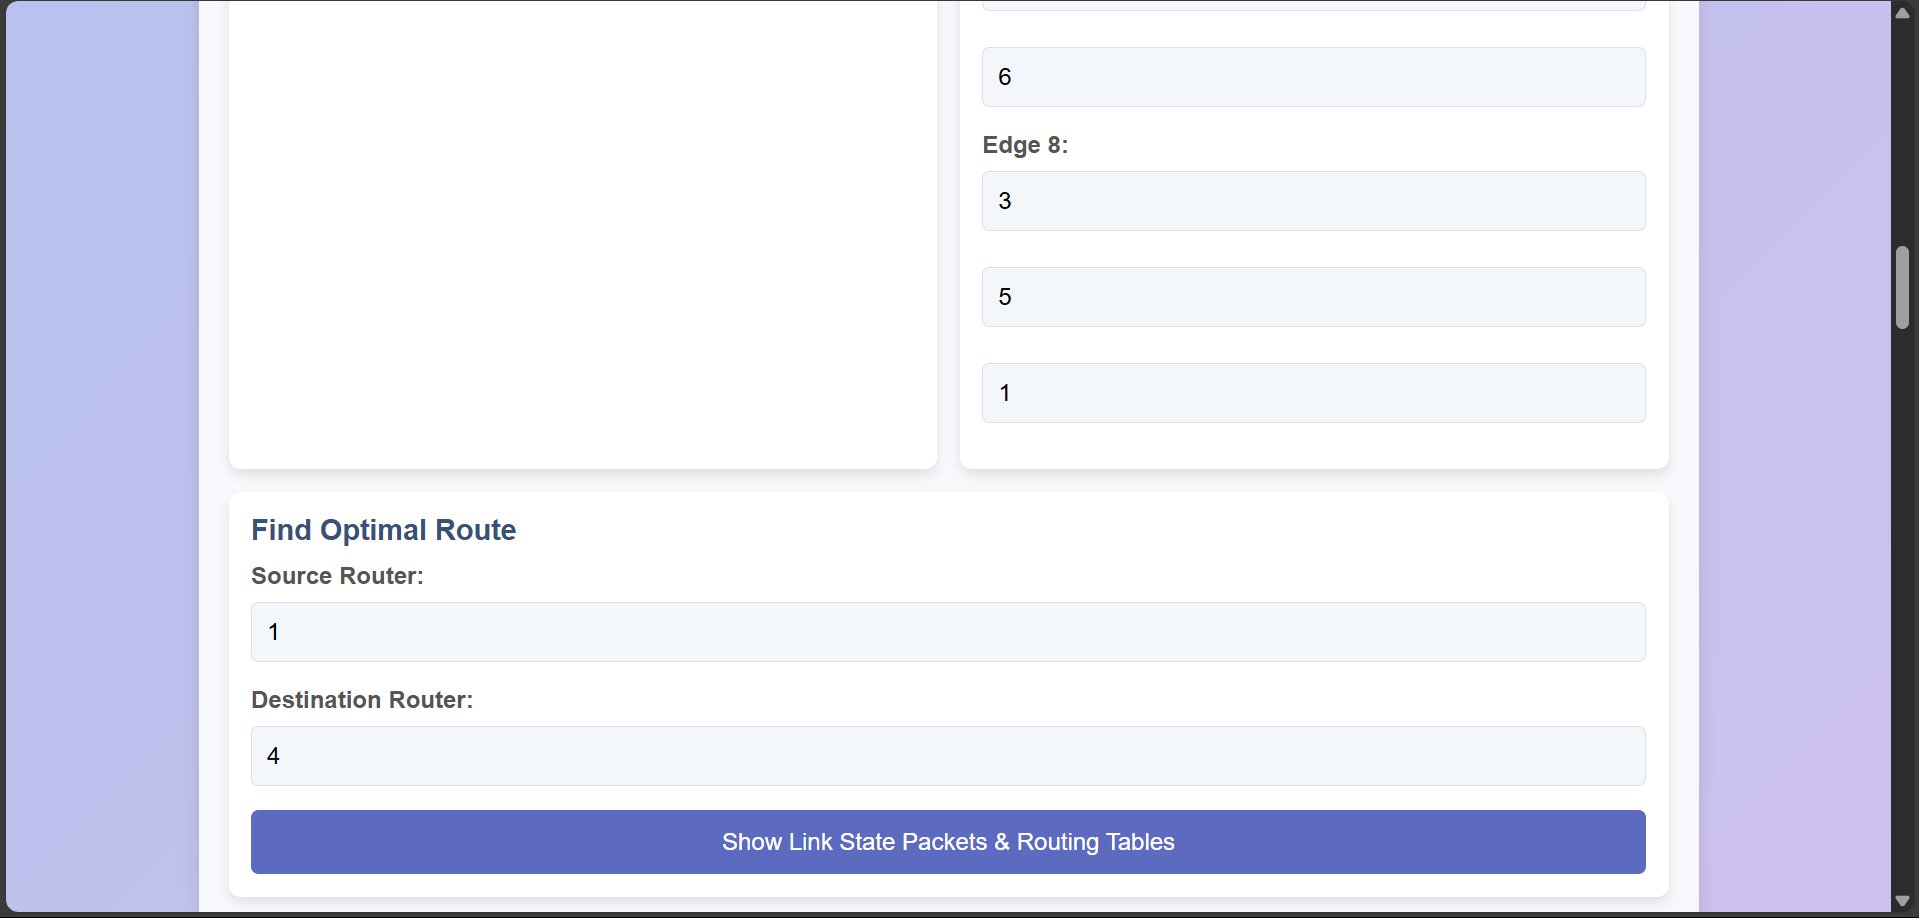 6
Edge 8:
3
5
1
Find Optimal Route
Source Router:
1
Destination Router:
4
Show Link State Packets & Routing Tables